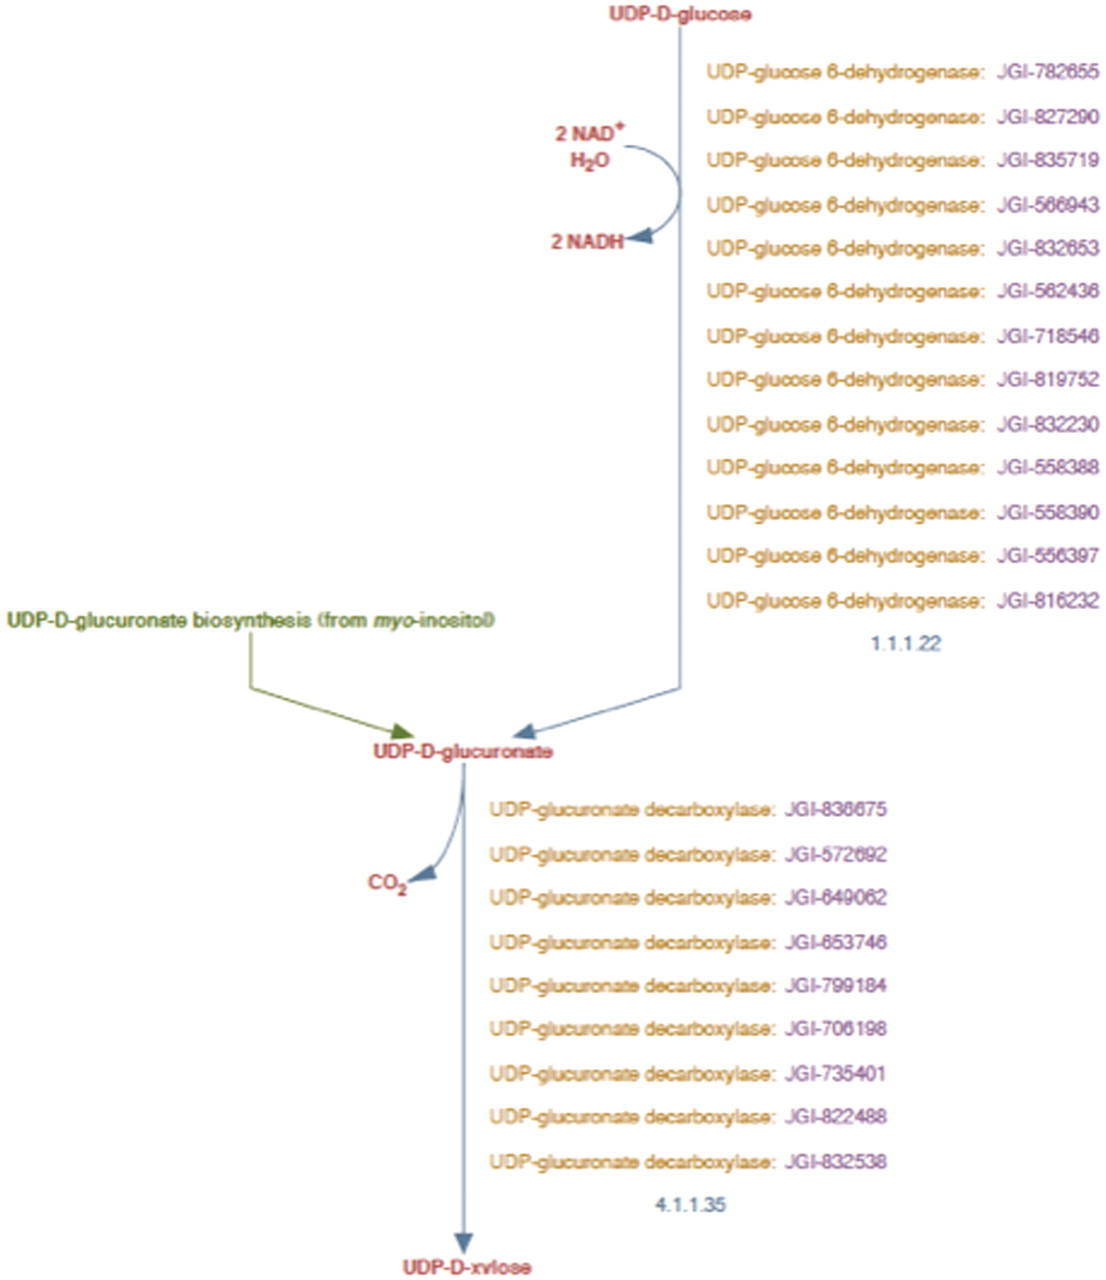 UDP-D-glucose
UDP-glucose 6-dehydrogenase: JGI-782655
2 NAD+
UDP-glucose 6-dehydrogenase: JGI-827290
H2O
UDP-glucose 6-dehydrogenase: JGI-835719
UDP-glucose 6-dehydrogenase: JGI-566943
2 NADH
UDP-glucose 6-dehydrogenase: JGI-832653
UDP-glucose 6-dehydrogenase: JGI-562436
UDP-glucose 6-dehydrogenase: JGI-718546
UDP-glucose 6-dehydrogenase: JGI-819752
UDP-glucose 6-dehydrogenase: JGI-832230
UDP-glucose 6-dehydrogenase: JGI-558388
UDP-glucose 6-dehydrogenase: JGI-558390
UDP-glucose 6-dehydrogenase: JGI-556397
UDP-glucose 6-dehydrogenase: JGI-816232
1.1.1.22
UDP-D-glucuronate biosynthesis (from myo-inositol)
UDP-D-glucuronate
UDP-glucuronate decarboxylase: JGI-836675
UDP-glucuronate decarboxylase: JGI-572692
CO2
UDP-glucuronate decarboxylase: JGI-649062
UDP-glucuronate decarboxylase: JGI-653746
UDP-glucuronate decarboxylase: JGI-799184
UDP-glucuronate decarboxylase: JGI-706198
UDP-glucuronate decarboxylase: JGI-735401
UDP-glucuronate decarboxylase: JGI-822488
UDP-glucuronate decarboxylase: JGI-832538
4.1.1.35
UDP-D-xylose